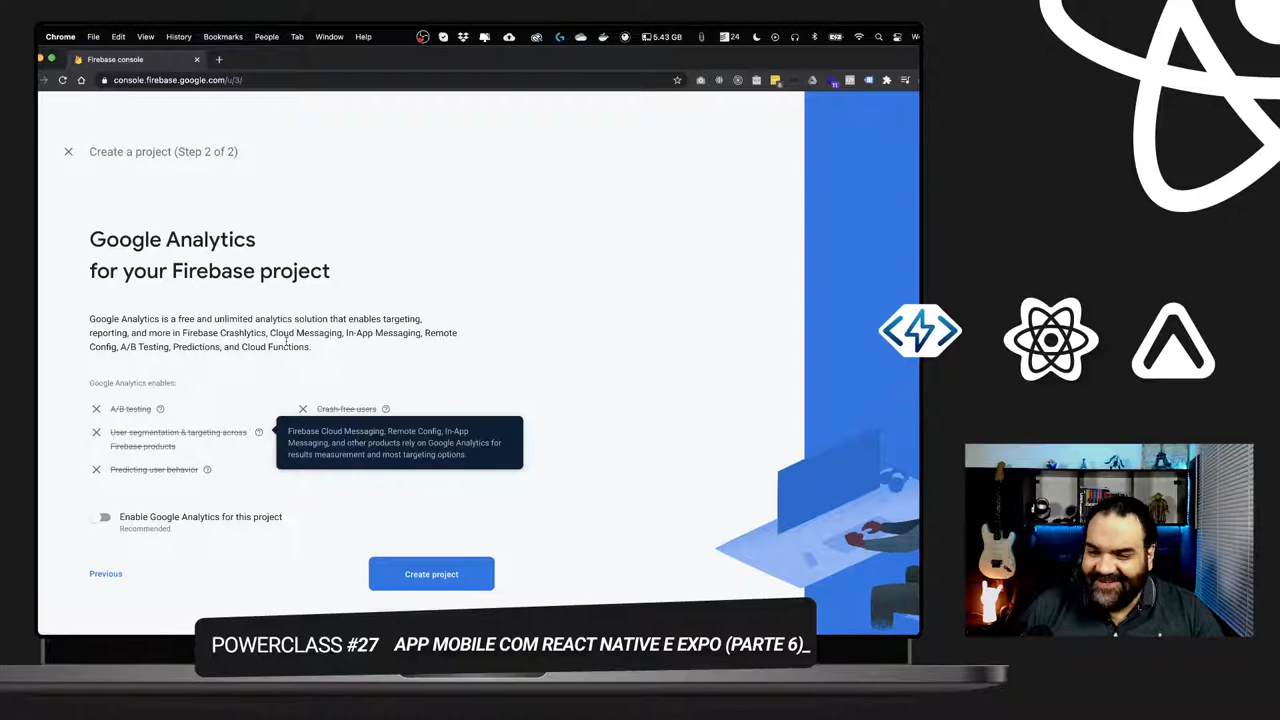 Chrome File Edit View History Bookmarks People Tab Window Help 5.43 GB 24
Firebase console
console.firebase.google.com/u/3/
Create a project (Step 2 of 2)
Google Analytics
for your Firebase project
Google Analytics is a free and unlimited analytics solution that enables targeting,
reporting, and more in Firebase Crashlytics, Cloud Messaging, In-App Messaging, Remote
Config, A/B Testing, Predictions, and Cloud Functions.
Google Analytics enables:
A/B testing
Crash-free users
User segmentation & targeting across
Firebase products
Firebase Cloud Messaging, Remote Config, In-App
Messaging, and other products rely on Google Analytics for
results measurement and most targeting options.
Predicting user behavior
Enable Google Analytics for this project
Recommended
Previous
Create project
POWERCLASS #27 APP MOBILE COM REACT NATIVE E EXPO (PARTE 6)_